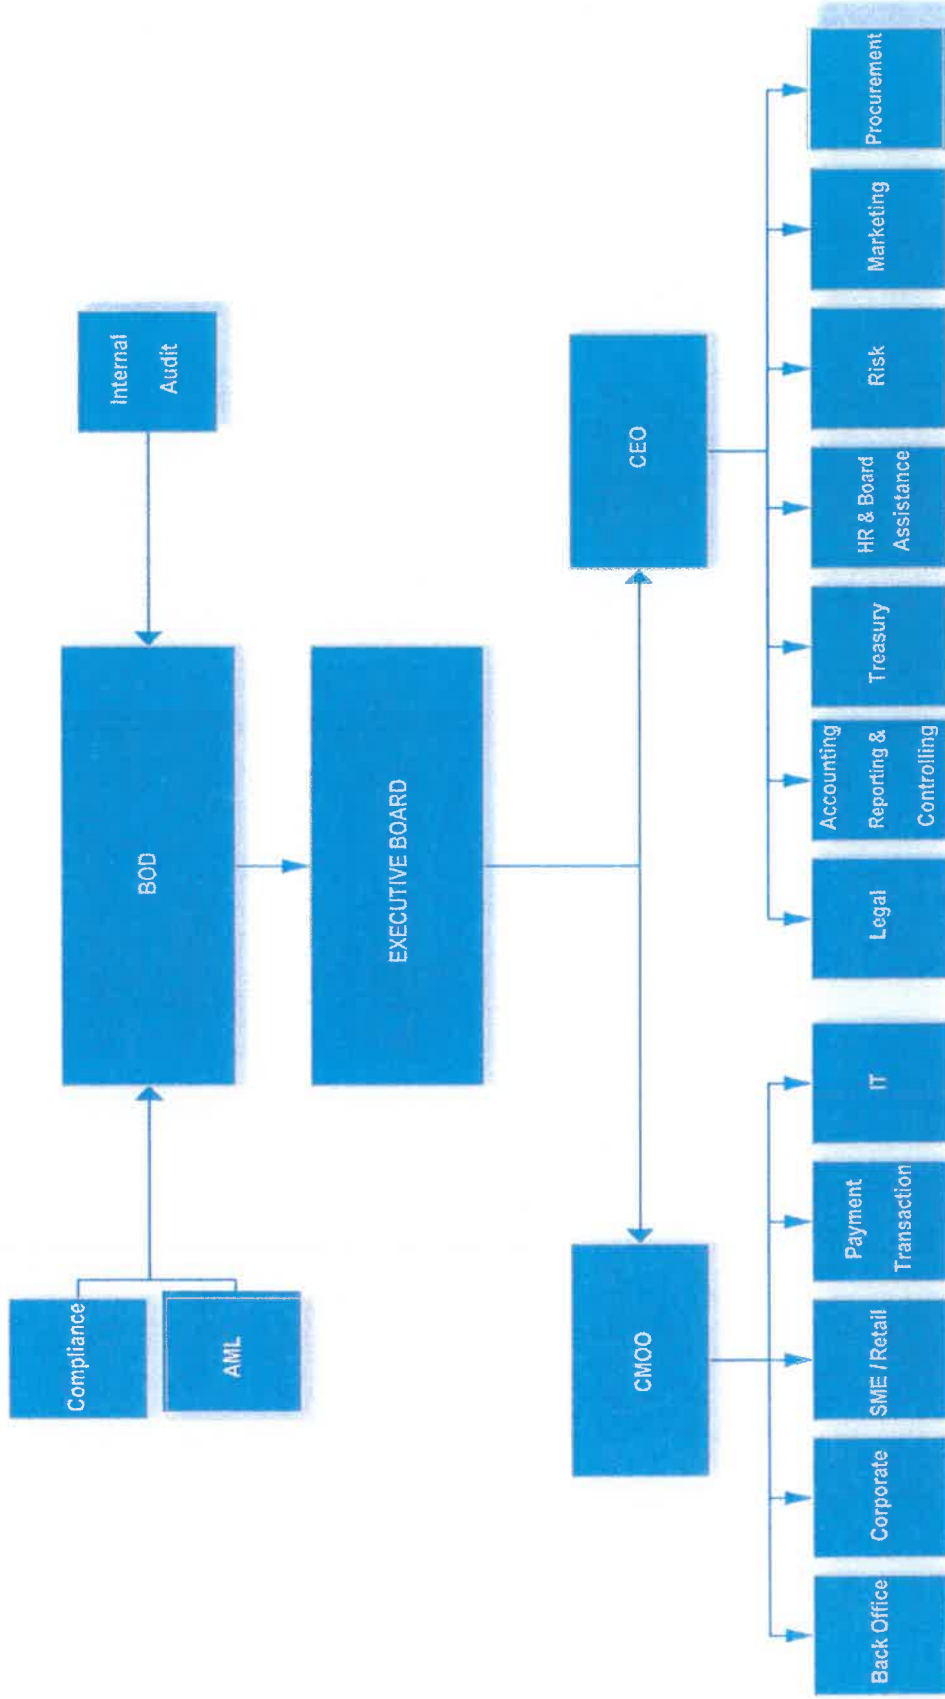 Compliance
AML
BOD
Internal
Audit
EXECUTIVE BOARD
CMOO
CEO
Back Office
Corporate
SME / Retail
Payment
Transaction
IT
Legal
Accounting
Reporting &
Controlling
Treasury
HR & Board
Assistance
Risk
Marketing
Procurement